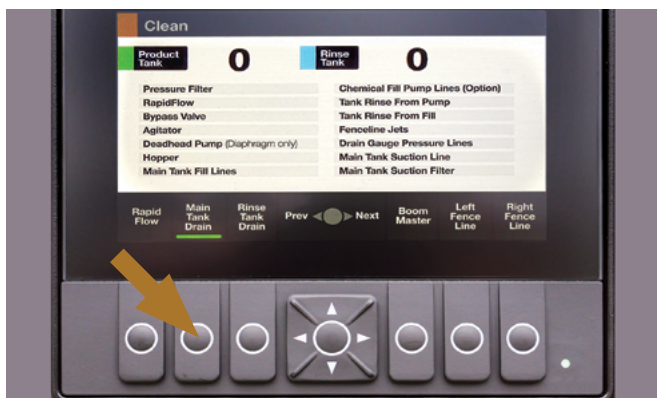 Clean
Product
Tank
0
Rinse
Tank
0
Pressure Filter
RapidFlow
Bypass Valve
Agitator
Deadhead Pump (Diaphragm only)
Hopper
Main Tank Fill Lines
Chemical Fill Pump Lines (Option)
Tank Rinse From Pump
Tank Rinse From Fill
Fenceline Jets
Drain Gauge Pressure Lines
Main Tank Suction Line
Main Tank Suction Filter
Rapid
Flow
Main
Tank
Drain
Rinse
Tank
Drain
Prev
Next
Boom
Master
Left
Fence
Line
Right
Fence
Line